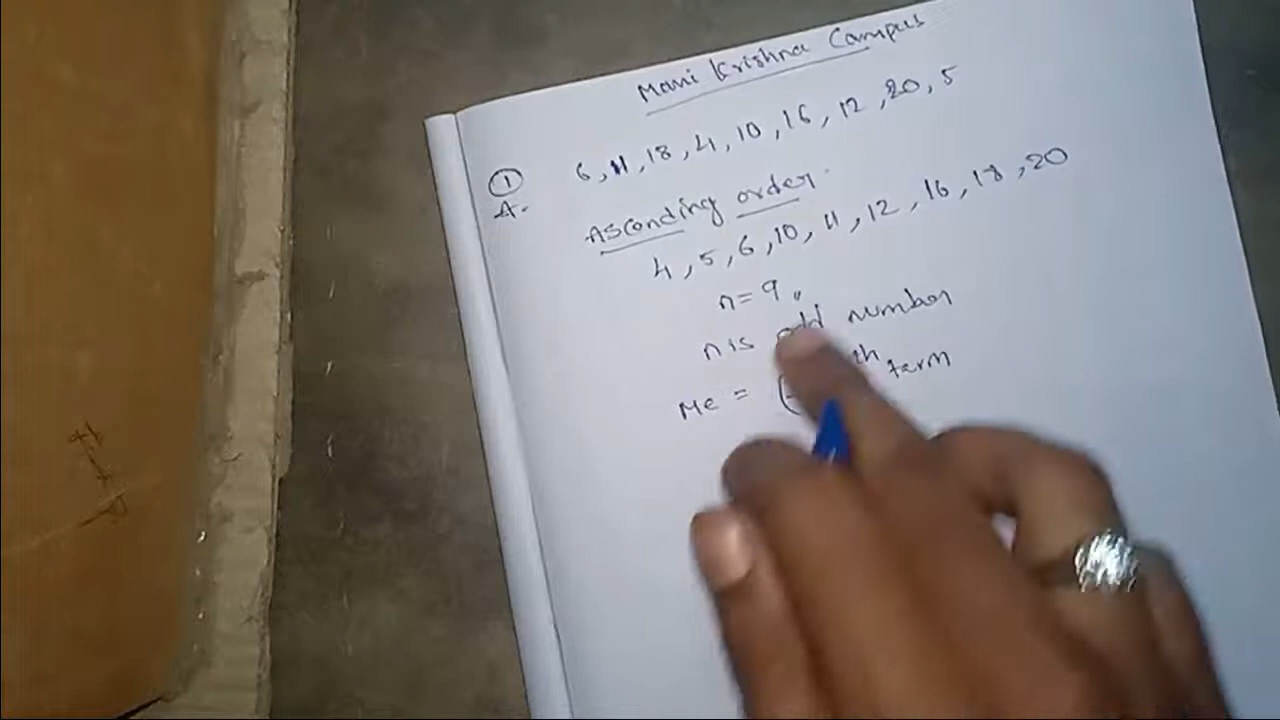 Mani Krishna Campus
① 6, 11, 18, 4, 10, 16, 12, 20, 5
A. Ascending order
4, 5, 6, 10, 11, 12, 16, 18, 20
n = 9
n is odd number
Me = ( th term